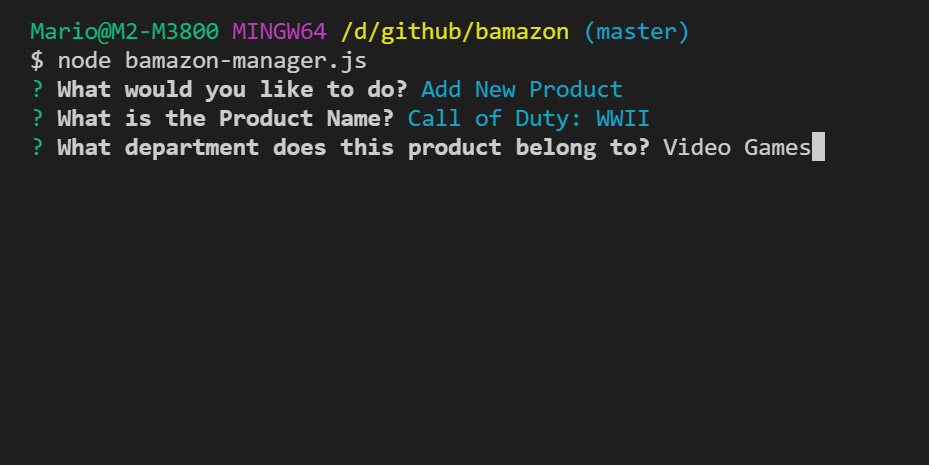 Mario@M2-M3800 MINGW64 /d/github/bamazon (master)
$ node bamazon-manager.js
? What would you like to do? Add New Product
? What is the Product Name? Call of Duty: WWII
? What department does this product belong to? Video Games